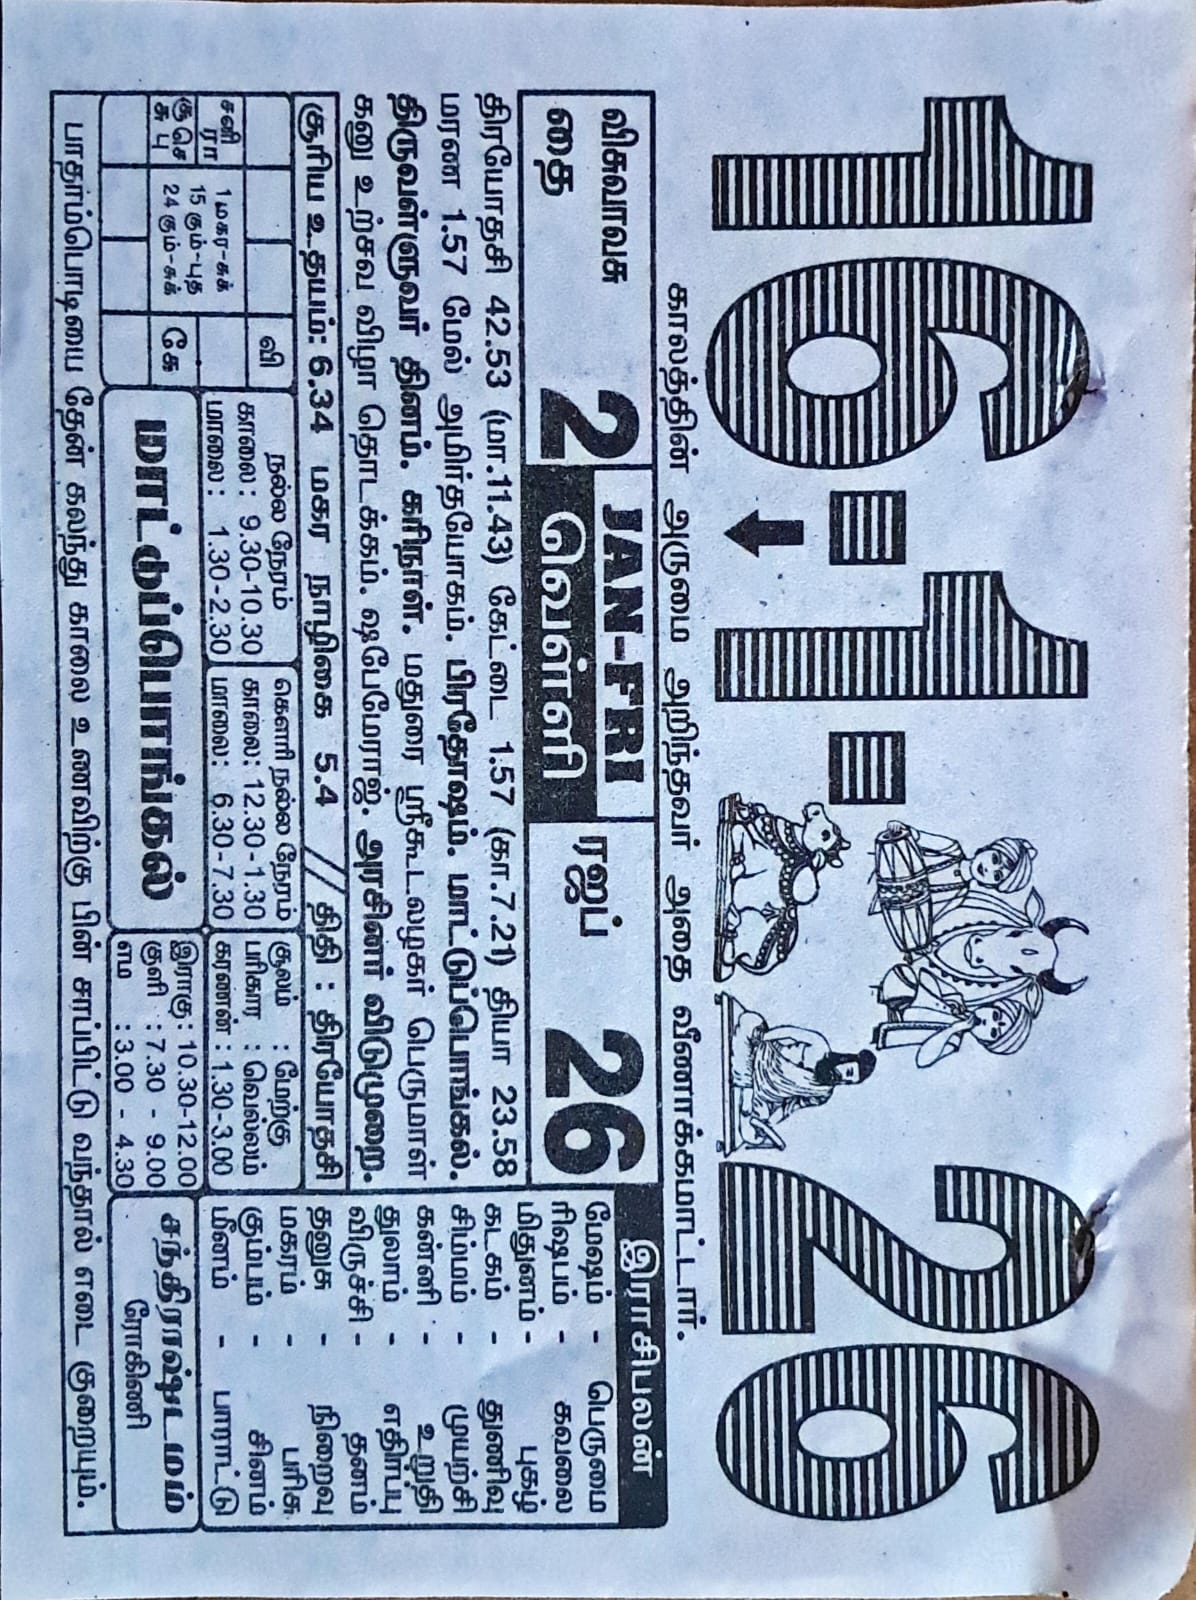 16-1-26
காலத்தின் அருமை அறிந்தவர் அதை வீணாக்கமாட்டார்.
விசுவாவசு
தை 2
JAN-FRI
வெள்ளி
ரஜப் 26
திரயோதசி 42.53 (மா.11.43) கேட்டை 1.57 (கா.7.21) தியா 23.58
மரண 1.57 மேல் அமிர்தயோகம். பிரதோஷம். மாட்டுப்பொங்கல்.
திருவள்ளுவர் தினம். கரிநாள். மதுரை ஸ்ரீகூடலழகர் பெருமாள்
கனு உற்சவ விழா தொடக்கம். ஷபேமேராஜ். அரசினர் விடுமுறை.
சூரிய உதயம்: 6.34 மகர நாழிகை 5.4 // திதி : திரயோதசி
இராசிபலன்
மேஷம் - பெருமை
ரிஷபம் - கவலை
மிதுனம் - புகழ்
கடகம் - துணிவு
சிம்மம் - முயற்சி
கன்னி - உறுதி
துலாம் - எதிர்ப்பு
விருச்சி - தனம்
தனுசு - நிறைவு
மகரம் - பரிசு
கும்பம் - சினம்
மீனம் - பாராட்டு
சனி
ரா
சூ செ
சு பு
1 மகர-சுக்
15 கும்-புத
24 கும்-சுக்
வி
கே
நல்ல நேரம்
காலை: 9.30-10.30
மாலை: 1.30-2.30
கௌரி நல்ல நேரம்
காலை: 12.30-1.30
மாலை: 6.30-7.30
சூலம் : மேற்கு
பரிகார : வெல்லம்
கரணன் : 1.30-3.00
மாட்டுப்பொங்கல்
இராகு: 10.30-12.00
குளி : 7.30 - 9.00
எம : 3.00 - 4.30
சந்திராஷ்டமம்
ரோகிணி
பாதாம்பொடியை தேன் கலந்து காலை உணவிற்கு பின் சாப்பிட்டு வந்தால் எடை குறையும்.